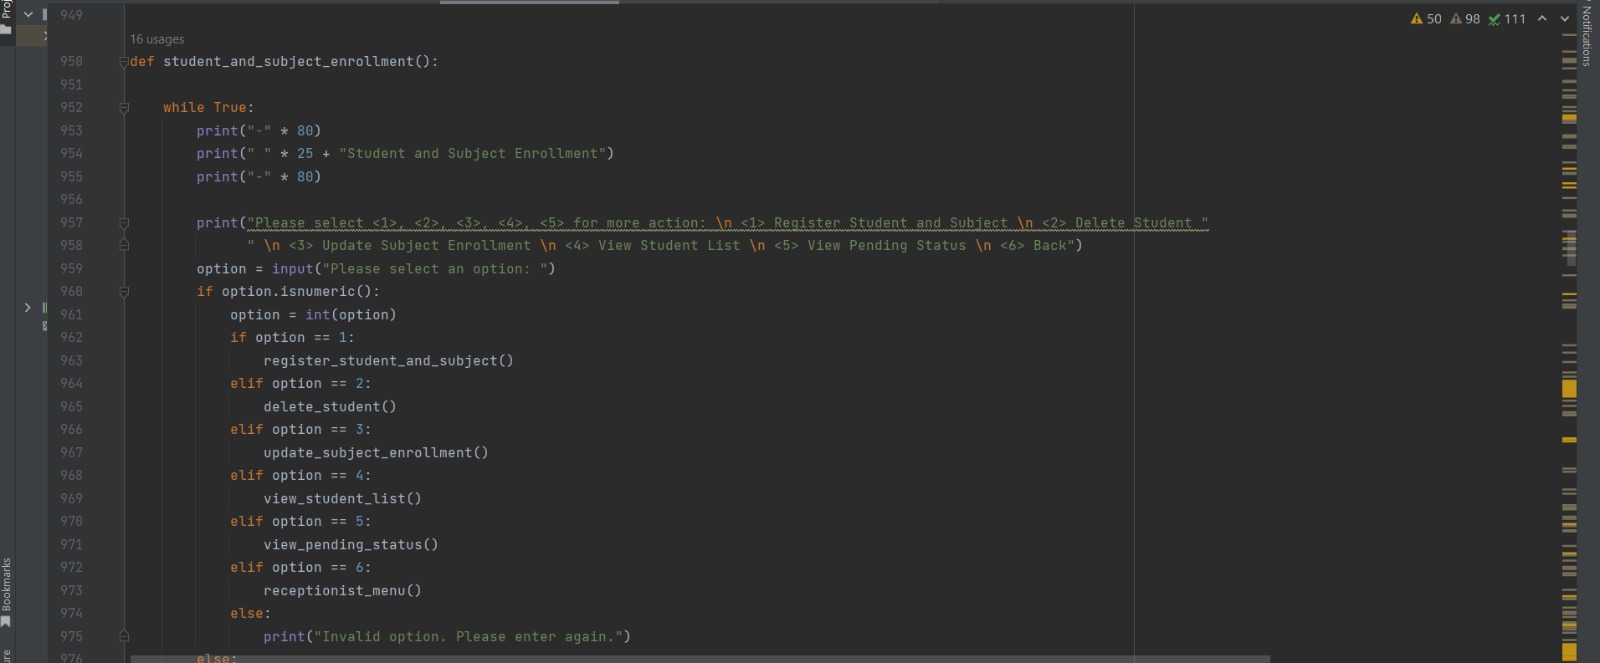 949
50 98 111
Notifications
16 usages
950 def student_and_subject_enrollment():
951
952     while True:
953         print("-" * 80)
954         print(" " * 25 + "Student and Subject Enrollment")
955         print("-" * 80)
956
957         print("Please select <1>, <2>, <3>, <4>, <5> for more action: \n <1> Register Student and Subject \n <2> Delete Student "
958               " \n <3> Update Subject Enrollment \n <4> View Student List \n <5> View Pending Status \n <6> Back")
959         option = input("Please select an option: ")
960         if option.isnumeric():
961             option = int(option)
962             if option == 1:
963                 register_student_and_subject()
964             elif option == 2:
965                 delete_student()
966             elif option == 3:
967                 update_subject_enrollment()
968             elif option == 4:
969                 view_student_list()
970             elif option == 5:
971                 view_pending_status()
972             elif option == 6:
973                 receptionist_menu()
974             else:
975                 print("Invalid option. Please enter again.")
976         else:
Bookmarks